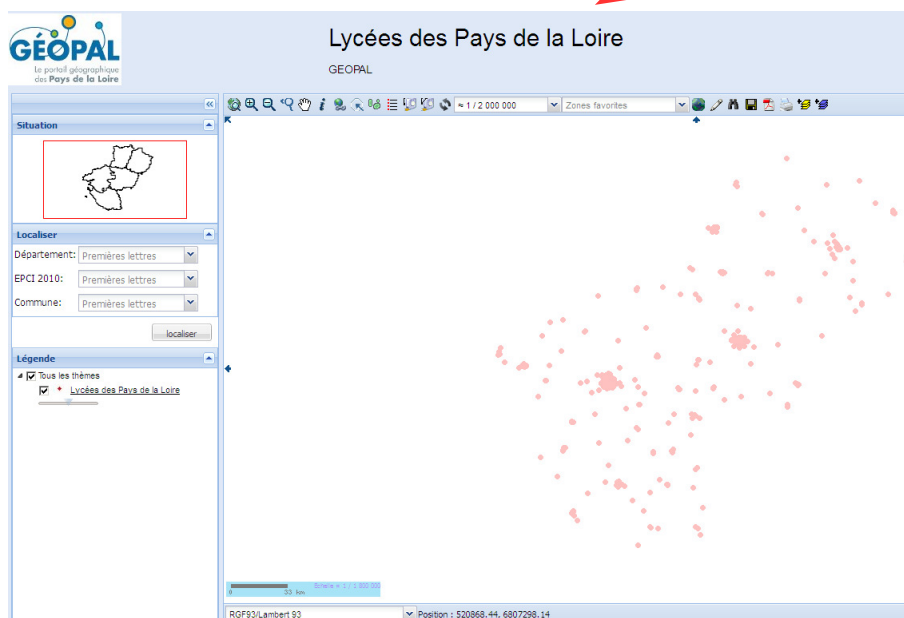 GÉOPAL
Le portail géographique
des Pays de la Loire
Lycées des Pays de la Loire
GEOPAL
≈ 1 / 2 000 000
Zones favorites
Situation
Localiser
Département: Premières lettres
EPCI 2010: Premières lettres
Commune: Premières lettres
localiser
Légende
Tous les thèmes
Lycées des Pays de la Loire
0 33 km
RGF93/Lambert 93
Position : 520868.44, 6807298.14